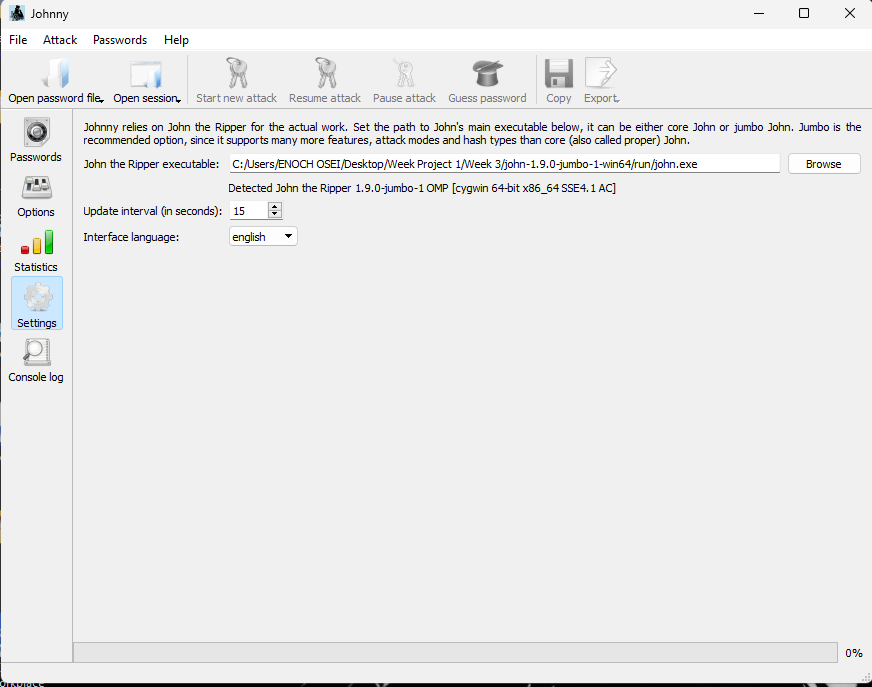 Johnny
File Attack Passwords Help
Open password file Open session Start new attack Resume attack Pause attack Guess password Copy Export
Passwords
Options
Statistics
Settings
Console log
Johnny relies on John the Ripper for the actual work. Set the path to John's main executable below, it can be either core John or jumbo John. Jumbo is the
recommended option, since it supports many more features, attack modes and hash types than core (also called proper) John.
John the Ripper executable: C:/Users/ENOCH OSEI/Desktop/Week Project 1/Week 3/john-1.9.0-jumbo-1-win64/run/john.exe Browse
Detected John the Ripper 1.9.0-jumbo-1 OMP [cygwin 64-bit x86_64 SSE4.1 AC]
Update interval (in seconds): 15
Interface language: english
0%